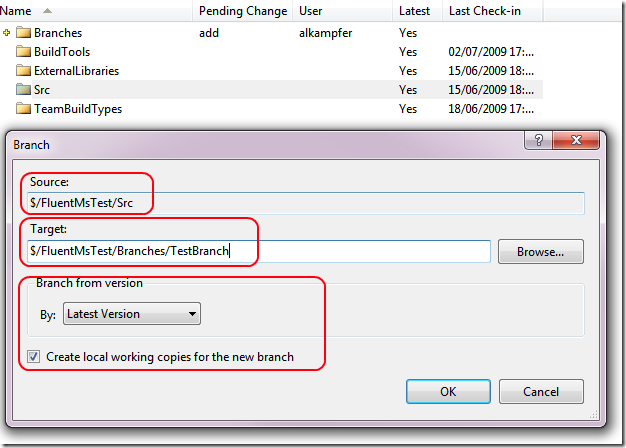 Name Pending Change User Latest Last Check-in
Branches add alkampfer Yes
BuildTools Yes 02/07/2009 17:...
ExternalLibraries Yes 15/06/2009 18:...
Src Yes 15/06/2009 18:...
TeamBuildTypes Yes 18/06/2009 17:...
Branch
Source:
$/FluentMsTest/Src
Target:
$/FluentMsTest/Branches/TestBranch
Browse...
Branch from version
By: Latest Version
Create local working copies for the new branch
OK Cancel